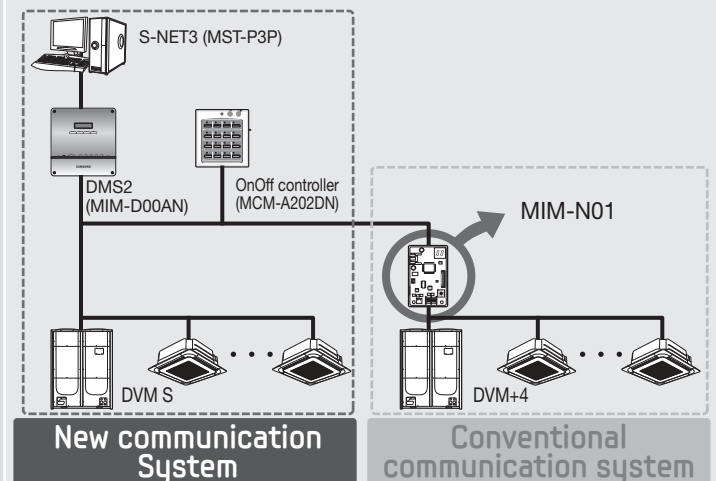 S-NET3 (MST-P3P)
DMS2
(MIM-D00AN)
OnOff controller
(MCM-A202DN)
MIM-N01
DVM S
DVM+4
New communication
System
Conventional
communication system